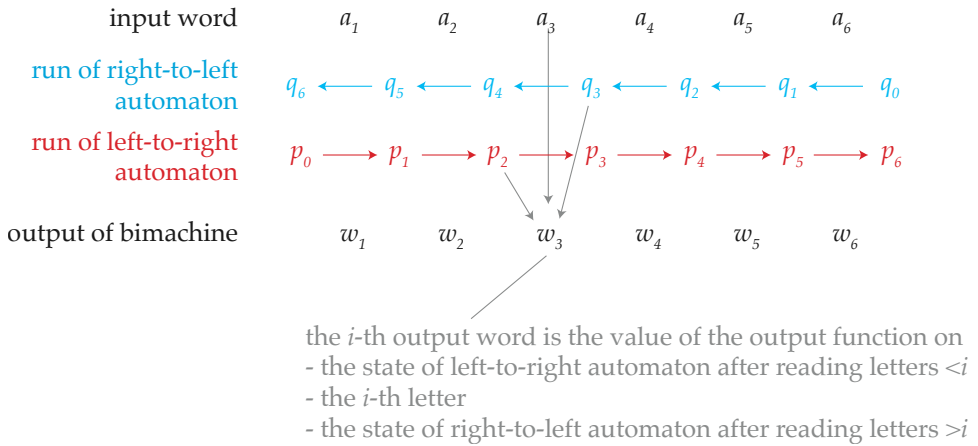 input word a₁ a₂ a₃ a₄ a₅ a₆
run of right-to-left
automaton
q₆ q₅ q₄ q₃ q₂ q₁ q₀
run of left-to-right
automaton
p₀ p₁ p₂ p₃ p₄ p₅ p₆
output of bimachine w₁ w₂ w₃ w₄ w₅ w₆
the i-th output word is the value of the output function on
- the state of left-to-right automaton after reading letters <i
- the i-th letter
- the state of right-to-left automaton after reading letters >i